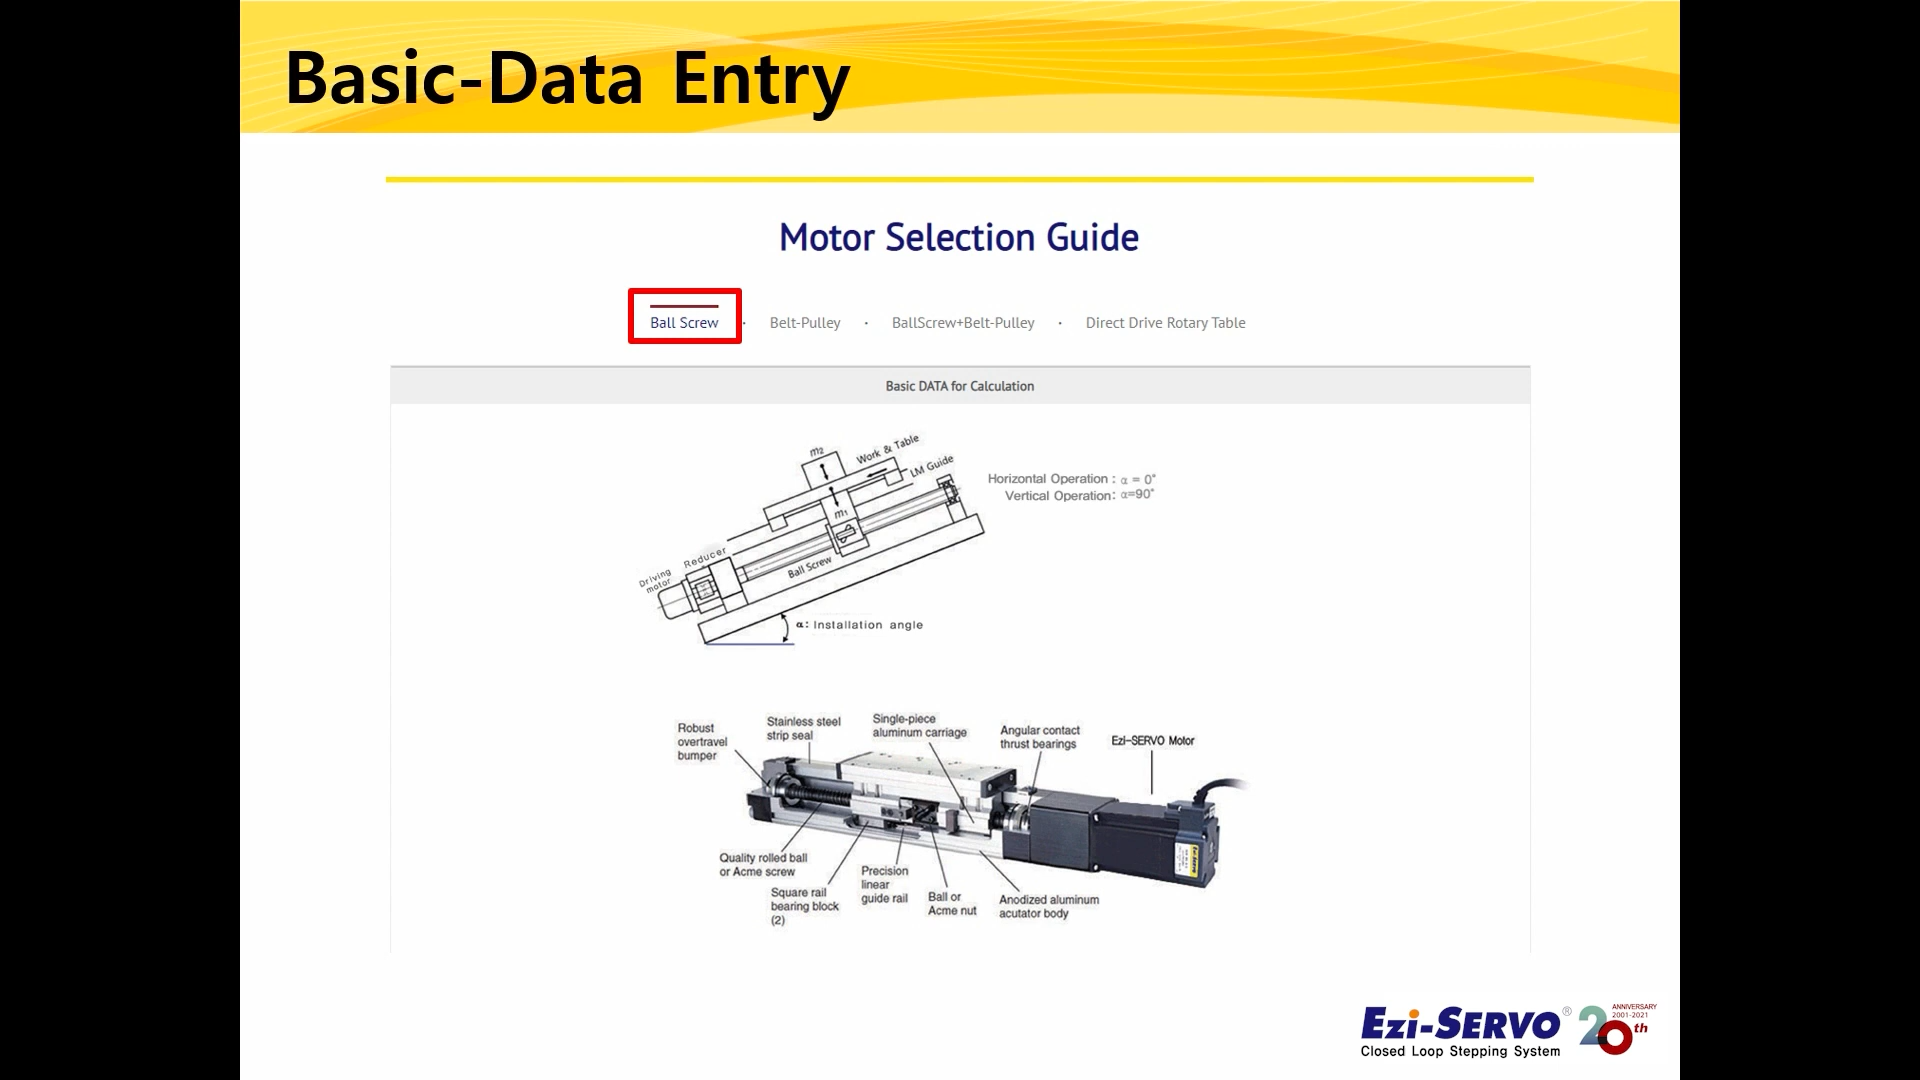 Basic-Data Entry
Motor Selection Guide
Ball Screw · Belt-Pulley · BallScrew+Belt-Pulley · Direct Drive Rotary Table
Basic DATA for Calculation
m₂
Work & Table
LM Guide
Horizontal Operation : α = 0°
Vertical Operation: α=90°
m₁
Reducer
Driving
motor
Ball Screw
α: Installation angle
Robust
overtravel
bumper
Stainless steel
strip seal
Single-piece
aluminum carriage
Angular contact
thrust bearings
Ezi-SERVO Motor
Quality rolled ball
or Acme screw
Square rail
bearing block
(2)
Precision
linear
guide rail
Ball or
Acme nut
Anodized aluminum
acutator body
Ezi-SERVO
Ezi-SERVO®
Closed Loop Stepping System
ANNIVERSARY
2001-2021
20th